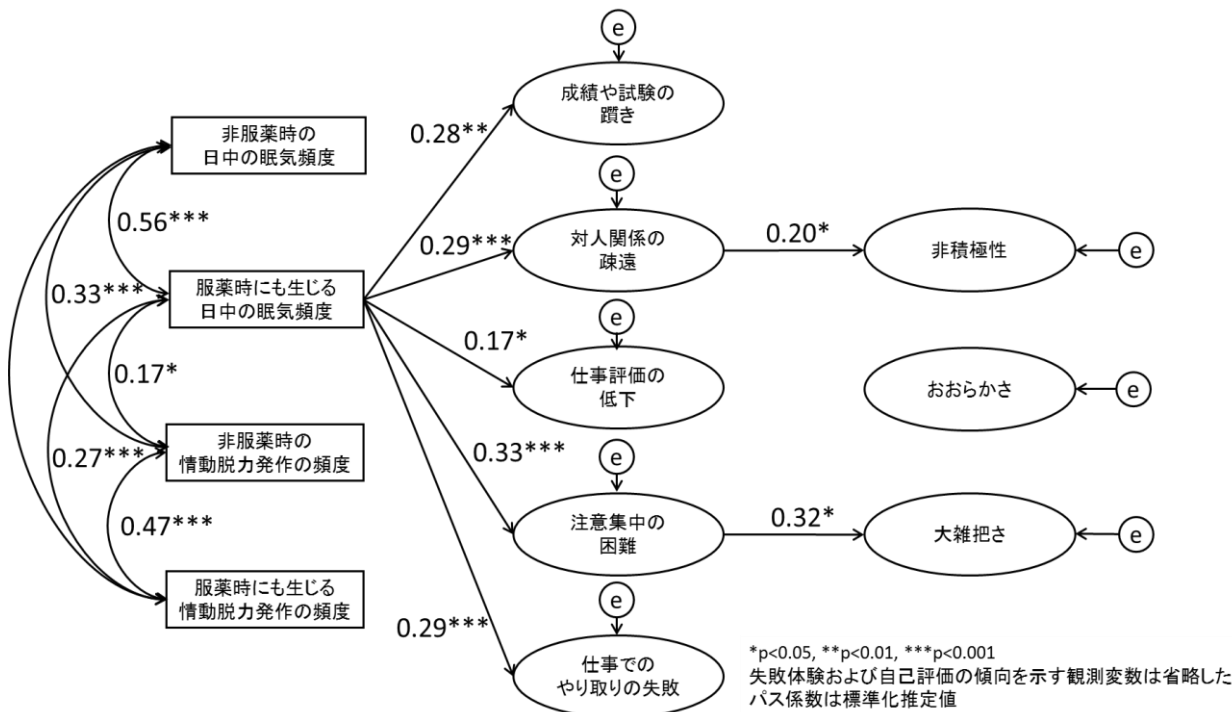 e
成績や試験の
躓き
0.28**
非服薬時の
日中の眠気頻度
e
0.56***
対人関係の
疎遠
0.29***
0.20*
非積極性
e
服薬時にも生じる
日中の眠気頻度
0.33***
e
0.17*
仕事評価の
低下
0.17*
おおらかさ
e
非服薬時の
情動脱力発作の頻度
0.27***
0.33***
e
注意集中の
困難
0.32*
大雑把さ
e
0.47***
服薬時にも生じる
情動脱力発作の頻度
e
0.29***
仕事での
やり取りの失敗
*p<0.05, **p<0.01, ***p<0.001
失敗体験および自己評価の傾向を示す観測変数は省略した
パス係数は標準化推定値